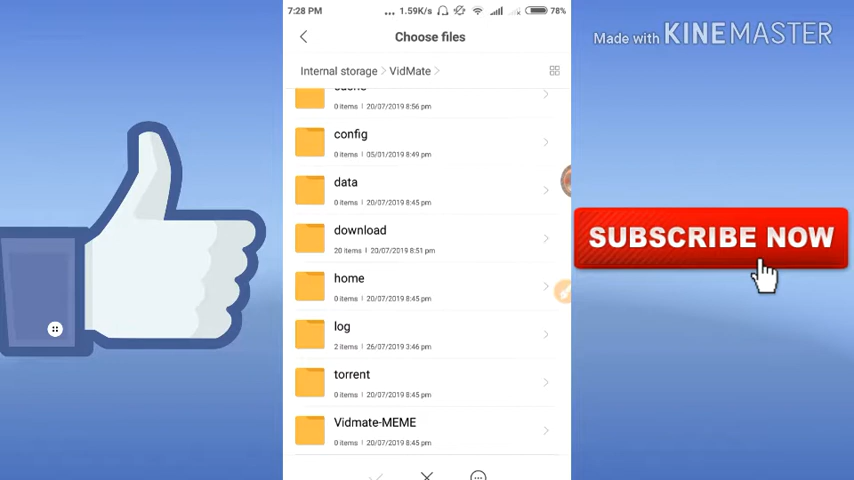 7:28 PM ... 1.59K/s 78%
Choose files
Made with KINEMASTER
Internal storage > VidMate >
0 items | 20/07/2019 8:56 pm
config
0 items | 05/01/2019 8:49 pm
data
0 items | 20/07/2019 8:45 pm
download
20 items | 20/07/2019 8:51 pm
SUBSCRIBE NOW
home
0 items | 20/07/2019 8:45 pm
log
2 items | 26/07/2019 3:46 pm
torrent
0 items | 20/07/2019 8:45 pm
Vidmate-MEME
0 items | 20/07/2019 8:45 pm